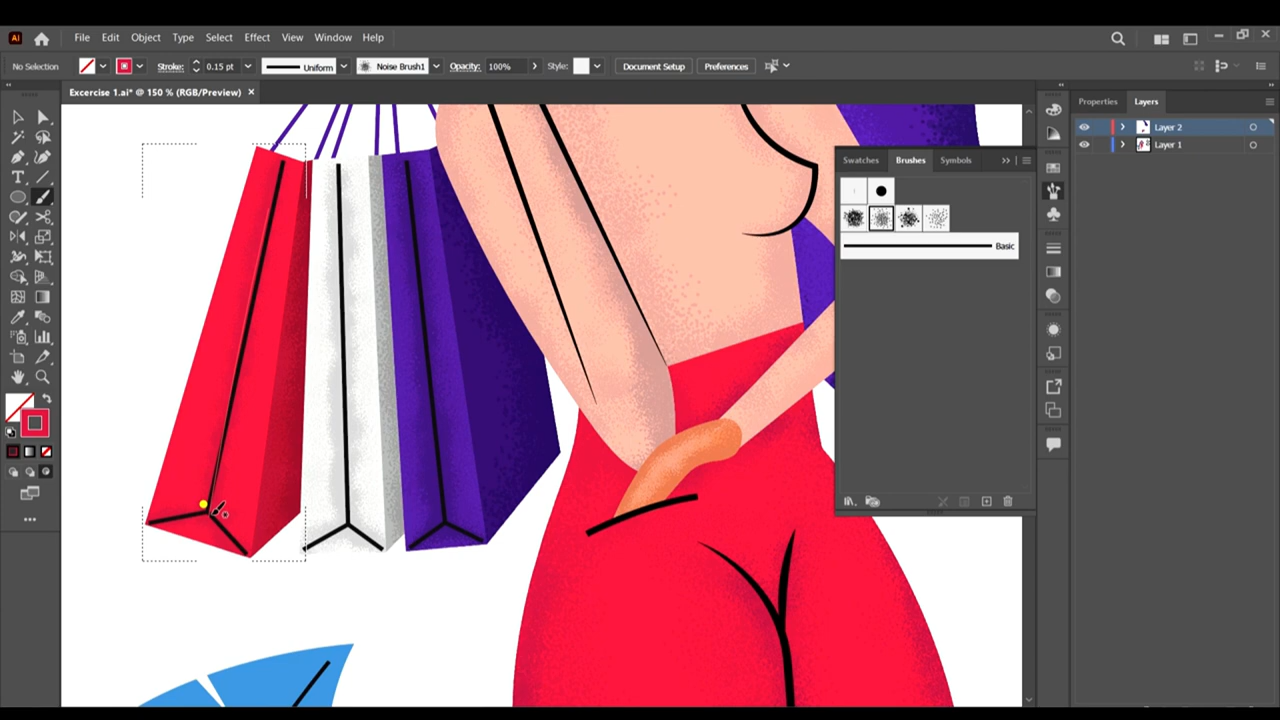 Ai File Edit Object Type Select Effect View Window Help
No Selection Stroke: 0.15 pt Uniform Noise Brush1 Opacity: 100% Style: Document Setup Preferences
Excercise 1.ai* @ 150 % (RGB/Preview) ×
Properties Layers
Layer 2
Layer 1
Swatches Brushes Symbols
Basic